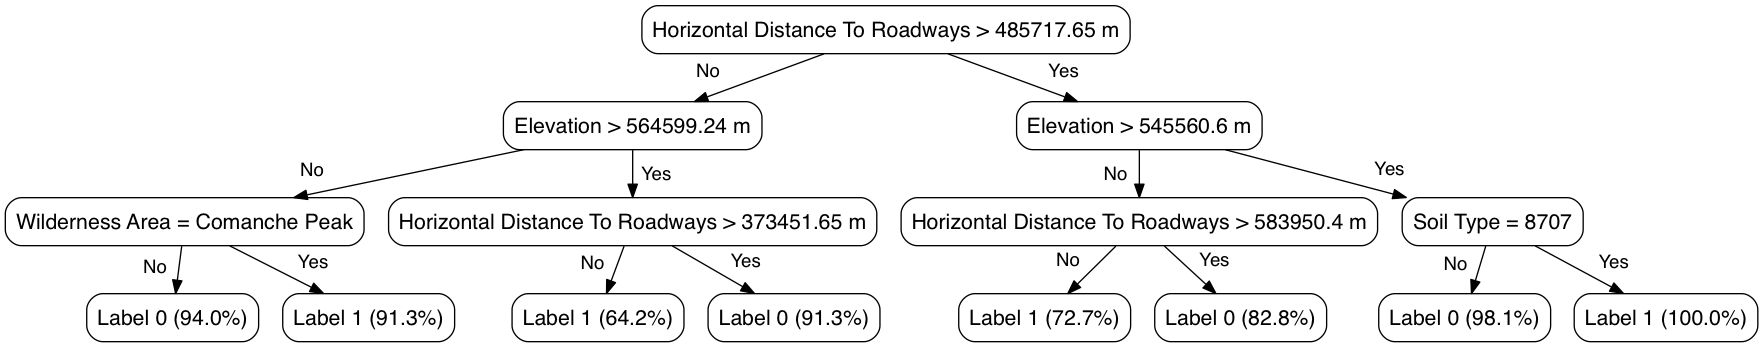 Horizontal Distance To Roadways > 485717.65 m
No
Yes
Elevation > 564599.24 m
Elevation > 545560.6 m
No
Yes
No
Yes
Wilderness Area = Comanche Peak
Horizontal Distance To Roadways > 373451.65 m
Horizontal Distance To Roadways > 583950.4 m
Soil Type = 8707
No
Yes
No
Yes
No
Yes
No
Yes
Label 0 (94.0%)
Label 1 (91.3%)
Label 1 (64.2%)
Label 0 (91.3%)
Label 1 (72.7%)
Label 0 (82.8%)
Label 0 (98.1%)
Label 1 (100.0%)